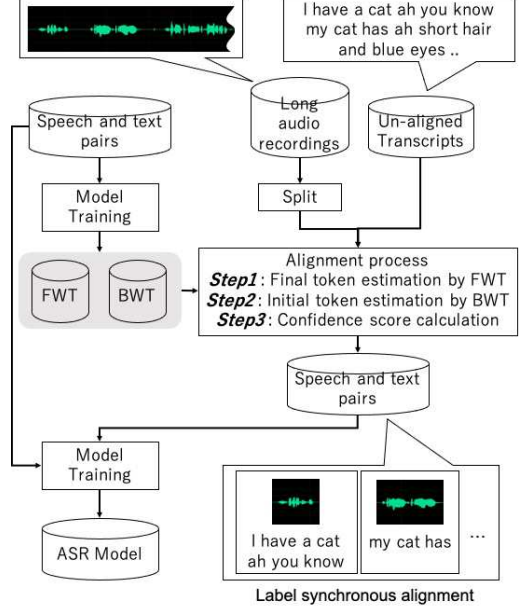 I have a cat ah you know
my cat has ah short hair
and blue eyes ..
Speech and text
pairs
Long
audio
recordings
Un-aligned
Transcripts
Model
Training
Split
FWT
BWT
Alignment process
Step1: Final token estimation by FWT
Step2: Initial token estimation by BWT
Step3: Confidence score calculation
Speech and text
pairs
Model
Training
ASR Model
I have a cat
ah you know
my cat has
...
Label synchronous alignment